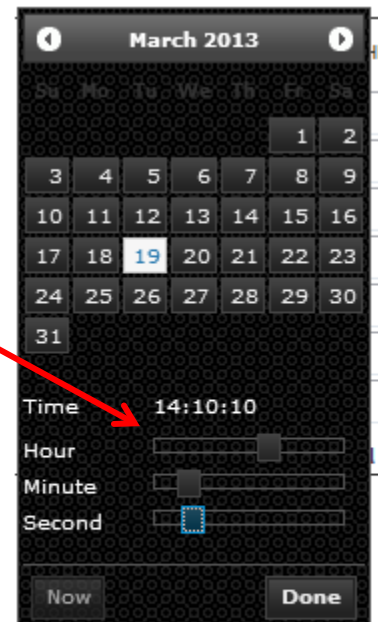 March 2013
Su Mo Tu We Th Fr Sa
1 2
3 4 5 6 7 8 9
10 11 12 13 14 15 16
17 18 19 20 21 22 23
24 25 26 27 28 29 30
31
Time 14:10:10
Hour
Minute
Second
Now Done